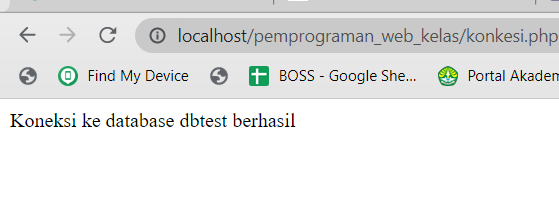 localhost/pemprograman_web_kelas/konkesi.php
Find My Device
BOSS - Google She...
Portal Akadem
Koneksi ke database dbtest berhasil